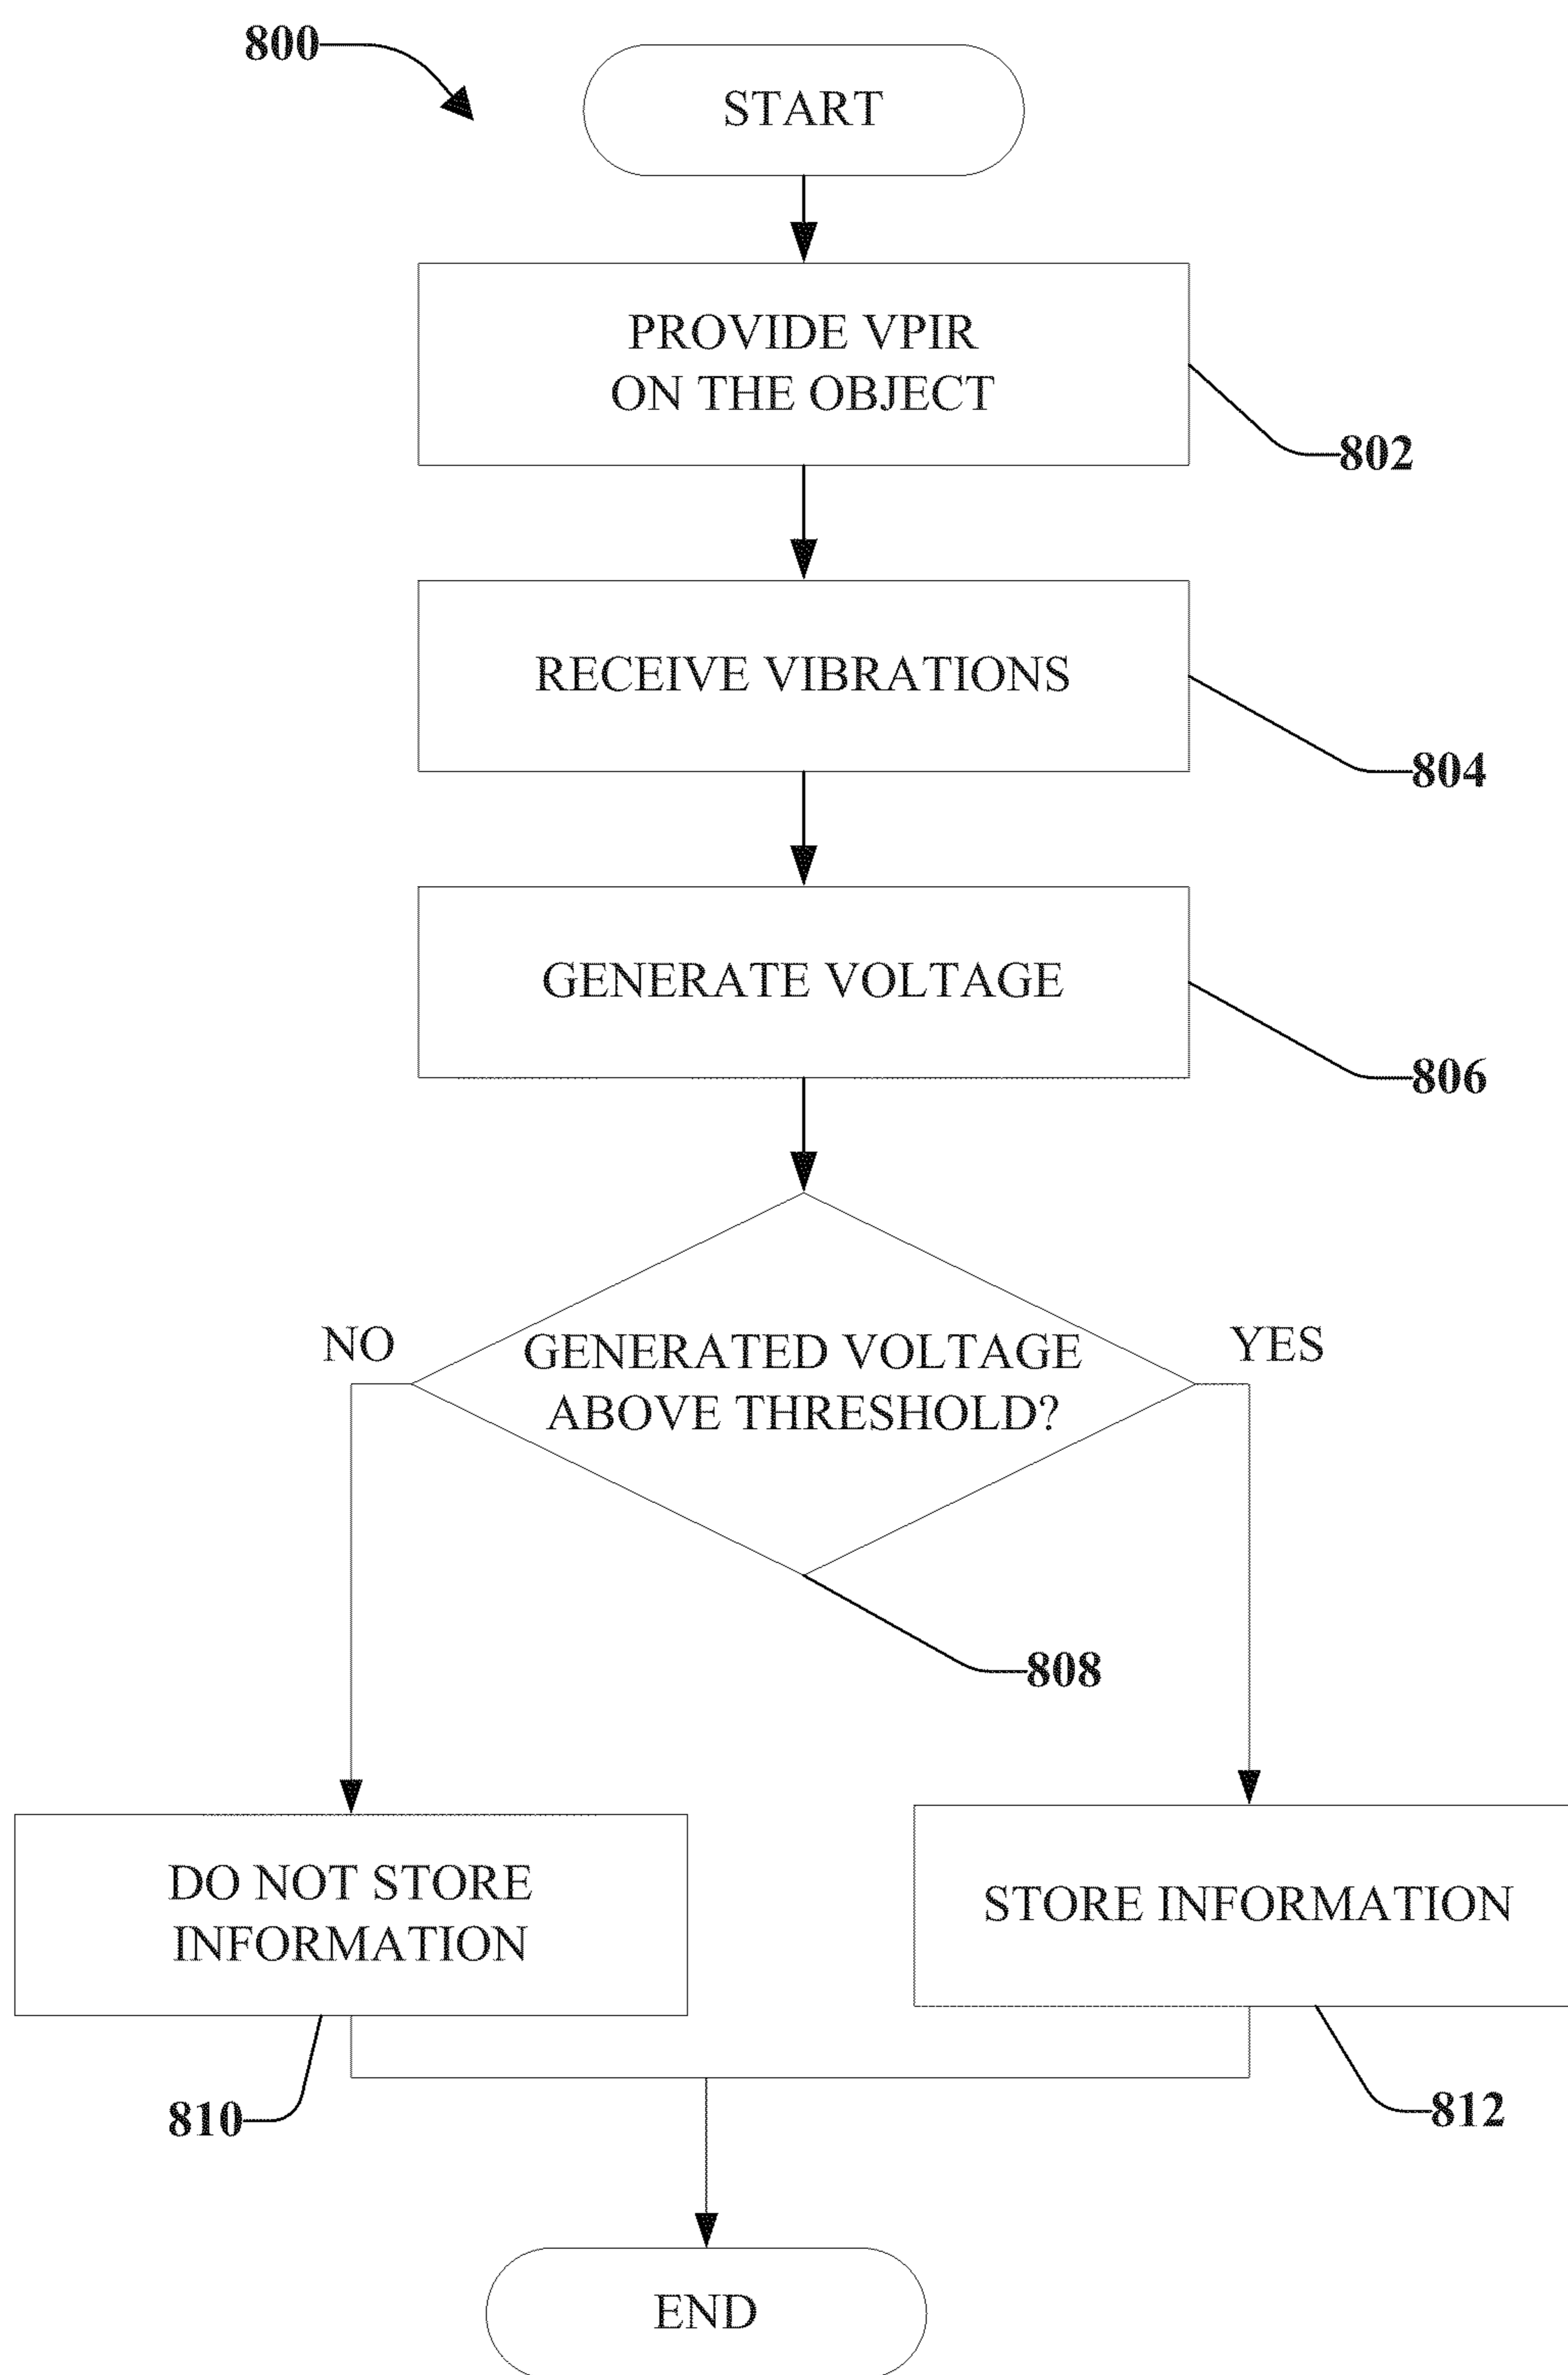 800
START
PROVIDE VPIR
ON THE OBJECT
802
RECEIVE VIBRATIONS
804
GENERATE VOLTAGE
806
NO
YES
GENERATED VOLTAGE
ABOVE THRESHOLD?
808
DO NOT STORE
INFORMATION
STORE INFORMATION
810
812
END